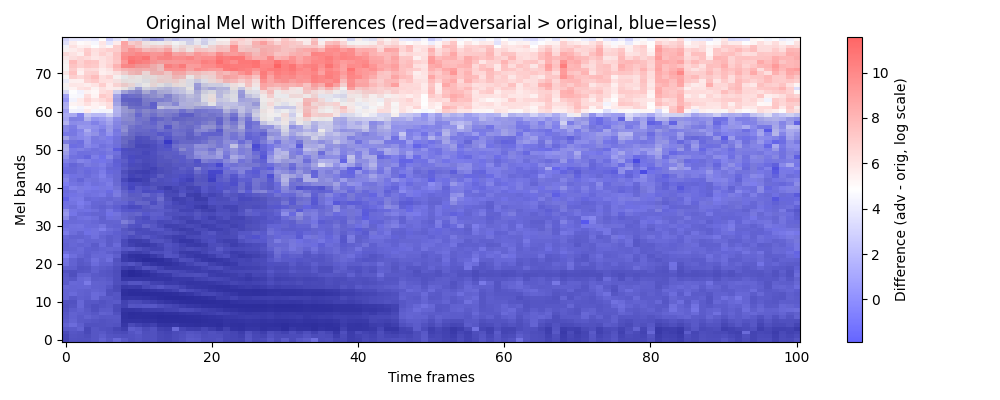 Original Mel with Differences (red=adversarial > original, blue=less)
Mel bands
70
60
50
40
30
20
10
0
0 20 40 60 80 100
Time frames
10
8
6
4
2
0
Difference (adv - orig, log scale)